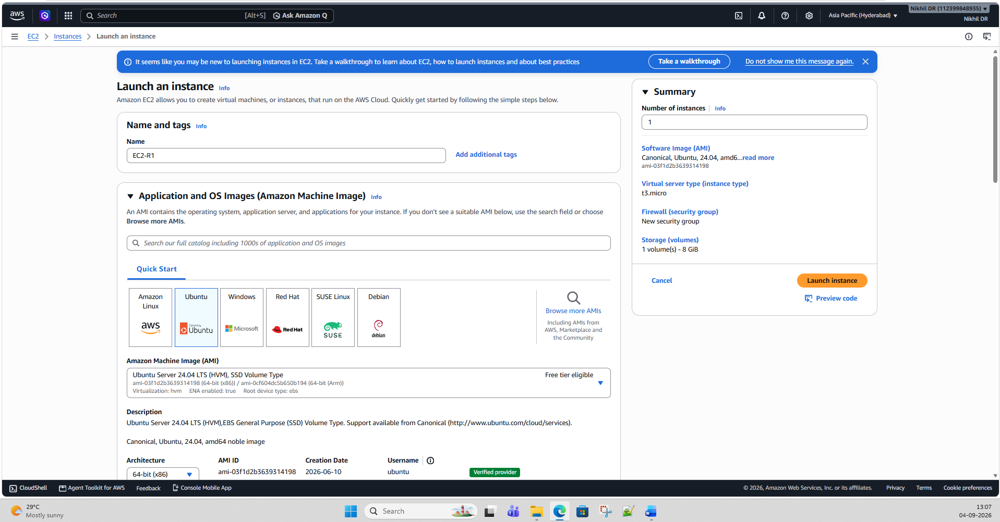 aws
Search [Alt+S] Ask Amazon Q
Asia Pacific (Hyderabad)
Nikhil DR (112399848935)
Nikhil DR
EC2 Instances Launch an instance
It seems like you may be new to launching instances in EC2. Take a walkthrough to learn about EC2, how to launch instances and about best practices
Take a walkthrough
Do not show me this message again.
Launch an instance Info
Amazon EC2 allows you to create virtual machines, or instances, that run on the AWS Cloud. Quickly get started by following the simple steps below.
Name and tags Info
Name
EC2-R1
Add additional tags
Application and OS Images (Amazon Machine Image) Info
An AMI contains the operating system, application server, and applications for your instance. If you don't see a suitable AMI below, use the search field or choose
Browse more AMIs.
Search our full catalog including 1000s of application and OS images
Quick Start
Amazon
Linux
aws
Ubuntu
Canonical
Ubuntu
Windows
Microsoft
Red Hat
Red Hat
SUSE Linux
SUSE
Debian
debian
Browse more AMIs
Including AMIs from
AWS, Marketplace and
the Community
Amazon Machine Image (AMI)
Ubuntu Server 24.04 LTS (HVM), SSD Volume Type
Free tier eligible
ami-03f1d2b3639314198 (64-bit (x86)) / ami-0cf604dc5b650b194 (64-bit (Arm))
Virtualization: hvm ENA enabled: true Root device type: ebs
Description
Ubuntu Server 24.04 LTS (HVM),EBS General Purpose (SSD) Volume Type. Support available from Canonical (http://www.ubuntu.com/cloud/services).
Canonical, Ubuntu, 24.04, amd64 noble image
Architecture AMI ID Creation Date Username
64-bit (x86) ami-03f1d2b3639314198 2026-06-10 ubuntu Verified provider
Summary
Number of instances Info
1
Software Image (AMI)
Canonical, Ubuntu, 24.04, amd6...read more
ami-03f1d2b3639314198
Virtual server type (instance type)
t3.micro
Firewall (security group)
New security group
Storage (volumes)
1 volume(s) - 8 GiB
Cancel
Launch instance
Preview code
CloudShell Agent Toolkit for AWS Feedback Console Mobile App
© 2026, Amazon Web Services, Inc. or its affiliates. Privacy Terms Cookie preferences
29°C
Mostly sunny
Search
13:07
04-09-2026